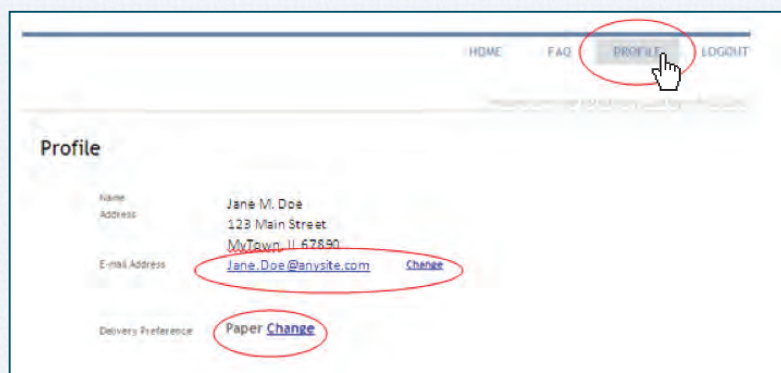 HOME FAQ PROFILE LOGOUT
Profile
Name
Address
Jane M. Doe
123 Main Street
MyTown, IL 67890
E-mail Address Jane.Doe@anysite.com Change
Delivery Preference Paper Change